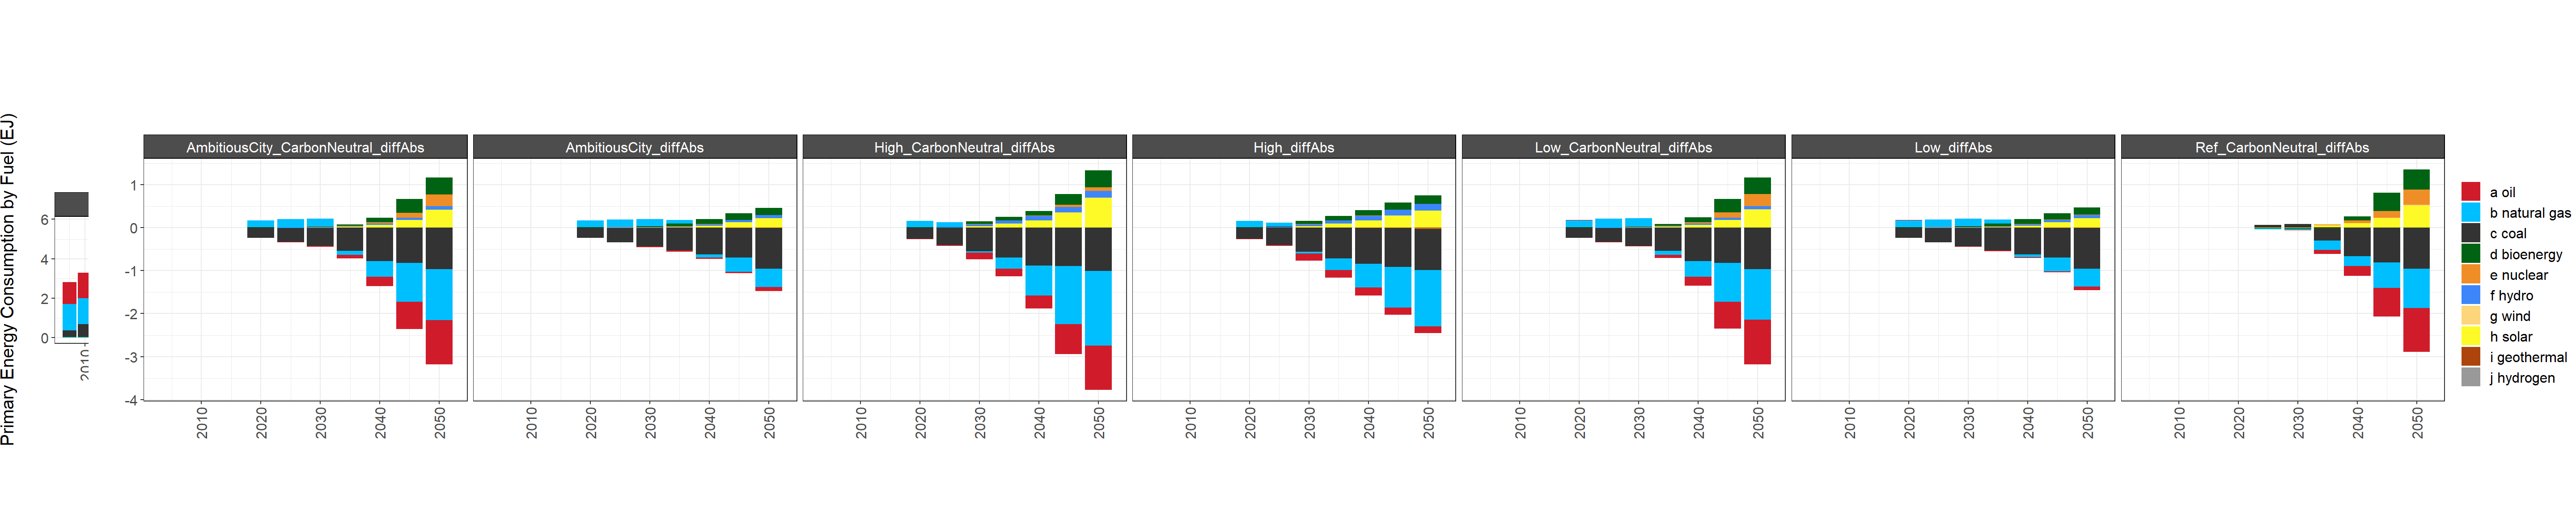 Primary Energy Consumption by Fuel (EJ)
6
4
2
0
2010
AmbitiousCity_CarbonNeutral_diffAbs
AmbitiousCity_diffAbs
High_CarbonNeutral_diffAbs
High_diffAbs
Low_CarbonNeutral_diffAbs
Low_diffAbs
Ref_CarbonNeutral_diffAbs
1
0
-1
-2
-3
-4
2010 2020 2030 2040 2050
2010 2020 2030 2040 2050
2010 2020 2030 2040 2050
2010 2020 2030 2040 2050
2010 2020 2030 2040 2050
2010 2020 2030 2040 2050
2010 2020 2030 2040 2050
a oil
b natural gas
c coal
d bioenergy
e nuclear
f hydro
g wind
h solar
i geothermal
j hydrogen